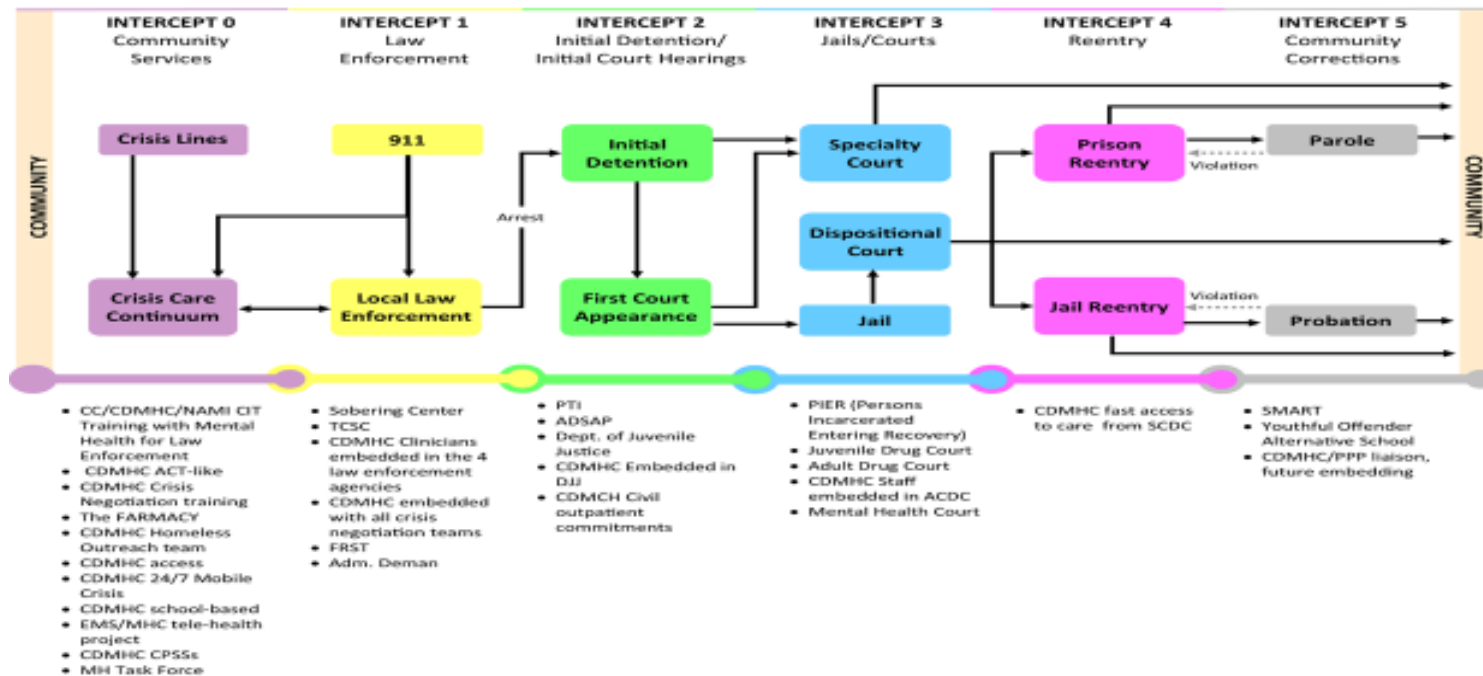 INTERCEPT 0
Community
Services
INTERCEPT 1
Law
Enforcement
INTERCEPT 2
Initial Detention/
Initial Court Hearings
INTERCEPT 3
Jails/Courts
INTERCEPT 4
Reentry
INTERCEPT 5
Community
Corrections
COMMUNITY
Crisis Lines
911
Initial
Detention
Specialty
Court
Prison
Reentry
Parole
Violation
COMMUNITY
Arrest
Dispositional
Court
Crisis Care
Continuum
Local Law
Enforcement
First Court
Appearance
Jail
Jail Reentry
Violation
Probation
• CC/CDMHC/NAMI CIT
Training with Mental
Health for Law
Enforcement
• CDMHC ACT-like
• CDMHC Crisis
Negotiation training
• The FARMACY
• CDMHC Homeless
Outreach team
• CDMHC access
• CDMHC 24/7 Mobile
Crisis
• CDMHC school-based
• EMS/MHC tele-health
project
• CDMHC CPSSs
• MH Task Force
• Sobering Center
• TCSC
• CDMHC Clinicians
embedded in the 4
law enforcement
agencies
• CDMHC embedded
with all crisis
negotiation teams
• FRST
• Adm. Deman
• PTI
• ADSAP
• Dept. of Juvenile
Justice
• CDMHC Embedded in
DJJ
• CDMCH Civil
outpatient
commitments
• PIER (Persons
Incarcerated
Entering Recovery)
• Juvenile Drug Court
• Adult Drug Court
• CDMHC Staff
embedded in ACDC
• Mental Health Court
• CDMHC fast access
to care from SCDC
• SMART
• Youthful Offender
Alternative School
• CDMHC/PPP liaison,
future embedding